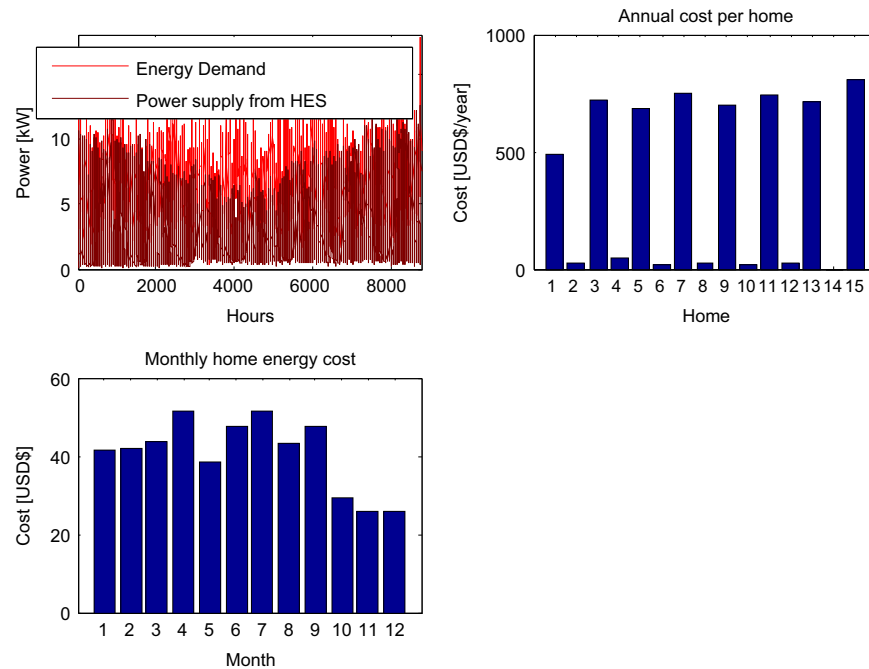 Energy Demand
Power supply from HES
Power [kW]
10
5
0
0 2000 4000 6000 8000
Hours
Annual cost per home
Cost [USD$/year]
1000
500
0
1 2 3 4 5 6 7 8 9 10 11 12 13 14 15
Home
Monthly home energy cost
Cost [USD$]
60
40
20
0
1 2 3 4 5 6 7 8 9 10 11 12
Month